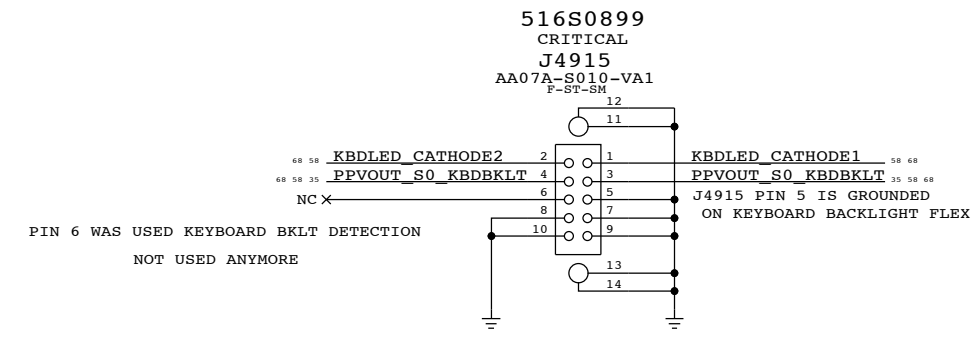 516S0899
CRITICAL
J4915
AA07A-S010-VA1
F-ST-SM
12
11
68 58 KBDLED_CATHODE2 2 1 KBDLED_CATHODE1 58 68
68 58 35 PPVOUT_S0_KBDBKLT 4 3 PPVOUT_S0_KBDBKLT 35 58 68
NC 6 5 J4915 PIN 5 IS GROUNDED
8 7 ON KEYBOARD BACKLIGHT FLEX
PIN 6 WAS USED KEYBOARD BKLT DETECTION 10 9
NOT USED ANYMORE
13
14